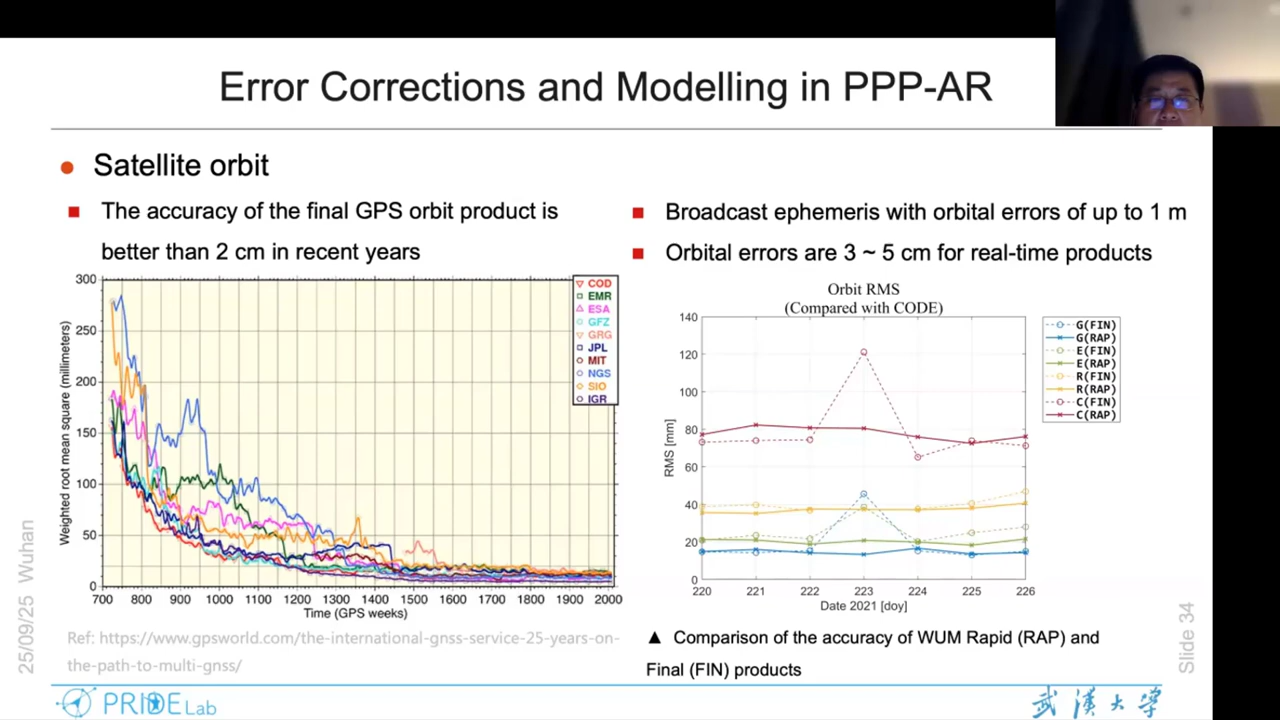 Error Corrections and Modelling in PPP-AR
Satellite orbit
The accuracy of the final GPS orbit product is
better than 2 cm in recent years
Broadcast ephemeris with orbital errors of up to 1 m
Orbital errors are 3 ~ 5 cm for real-time products
300
250
200
150
100
50
0
Weighted root mean square (millimeters)
COD
EMR
ESA
GFZ
GRG
JPL
MIT
NGS
SIO
IGR
700 800 900 1000 1100 1200 1300 1400 1500 1600 1700 1800 1900 2000
Time (GPS weeks)
Orbit RMS
(Compared with CODE)
140
120
100
80
60
40
20
0
RMS [mm]
G(FIN)
G(RAP)
E(FIN)
E(RAP)
R(FIN)
R(RAP)
C(FIN)
C(RAP)
220 221 222 223 224 225 226
Date 2021 [doy]
Ref: https://www.gpsworld.com/the-international-gnss-service-25-years-on-
the-path-to-multi-gnss/
▲ Comparison of the accuracy of WUM Rapid (RAP) and
Final (FIN) products
25/09/25 Wuhan
Slide 34
PRIDE Lab
武漢大學